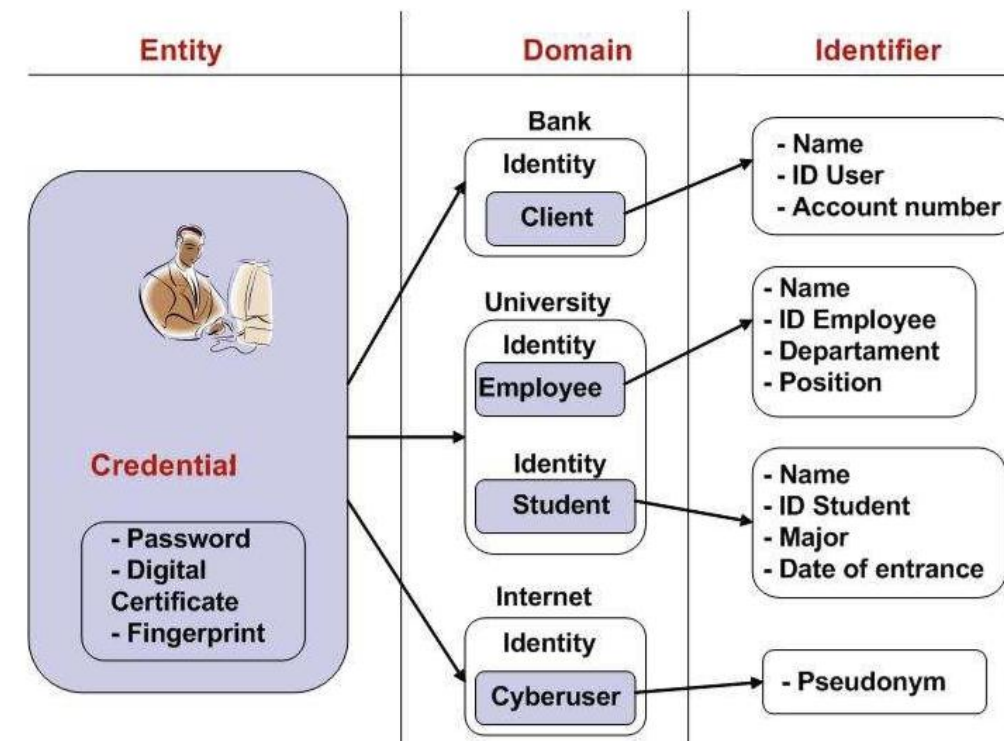 Entity
Domain
Identifier
Credential
- Password
- Digital
Certificate
- Fingerprint
Bank
Identity
Client
University
Identity
Employee
Identity
Student
Internet
Identity
Cyberuser
- Name
- ID User
- Account number
- Name
- ID Employee
- Departament
- Position
- Name
- ID Student
- Major
- Date of entrance
- Pseudonym